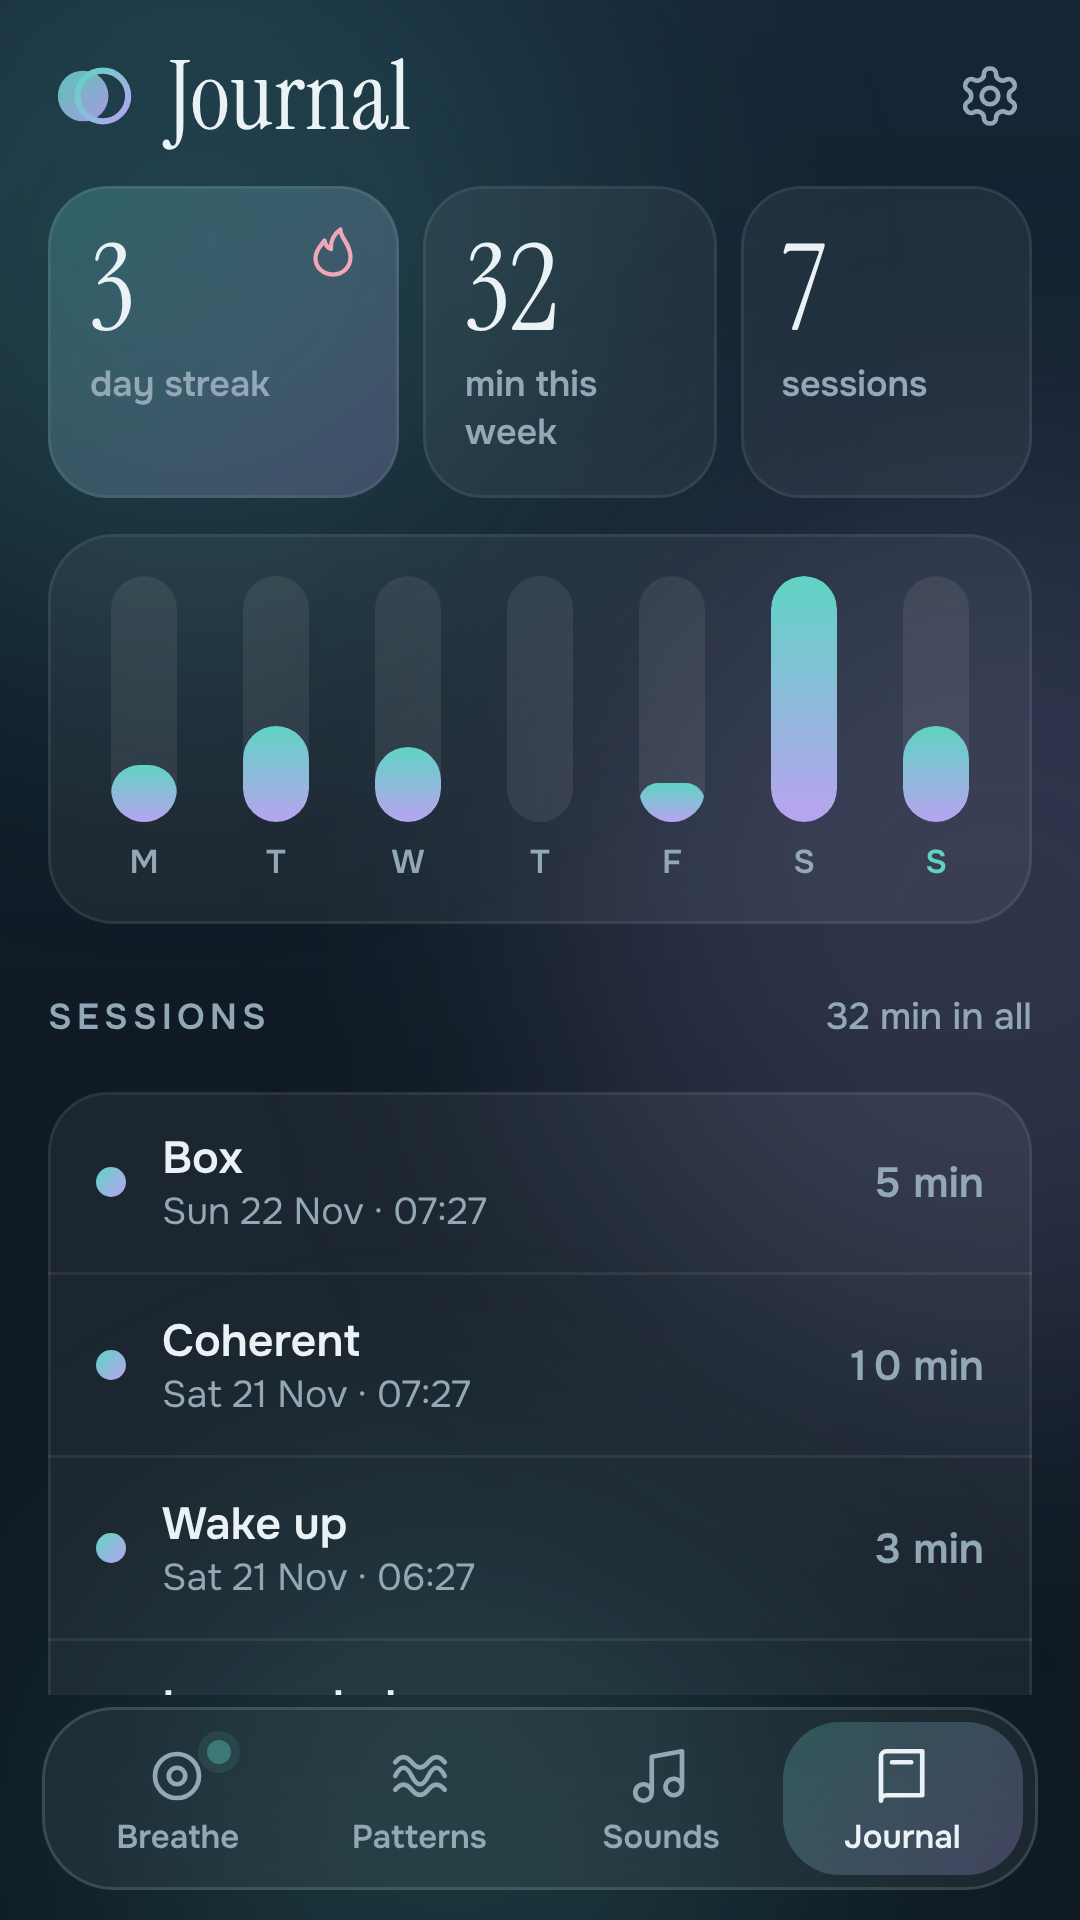 Journal
3
day streak
32
min this
week
7
sessions
M T W T F S S
SESSIONS
32 min in all
Box
Sun 22 Nov · 07:27
5 min
Coherent
Sat 21 Nov · 07:27
10 min
Wake up
Sat 21 Nov · 06:27
3 min
Breathe
Patterns
Sounds
Journal